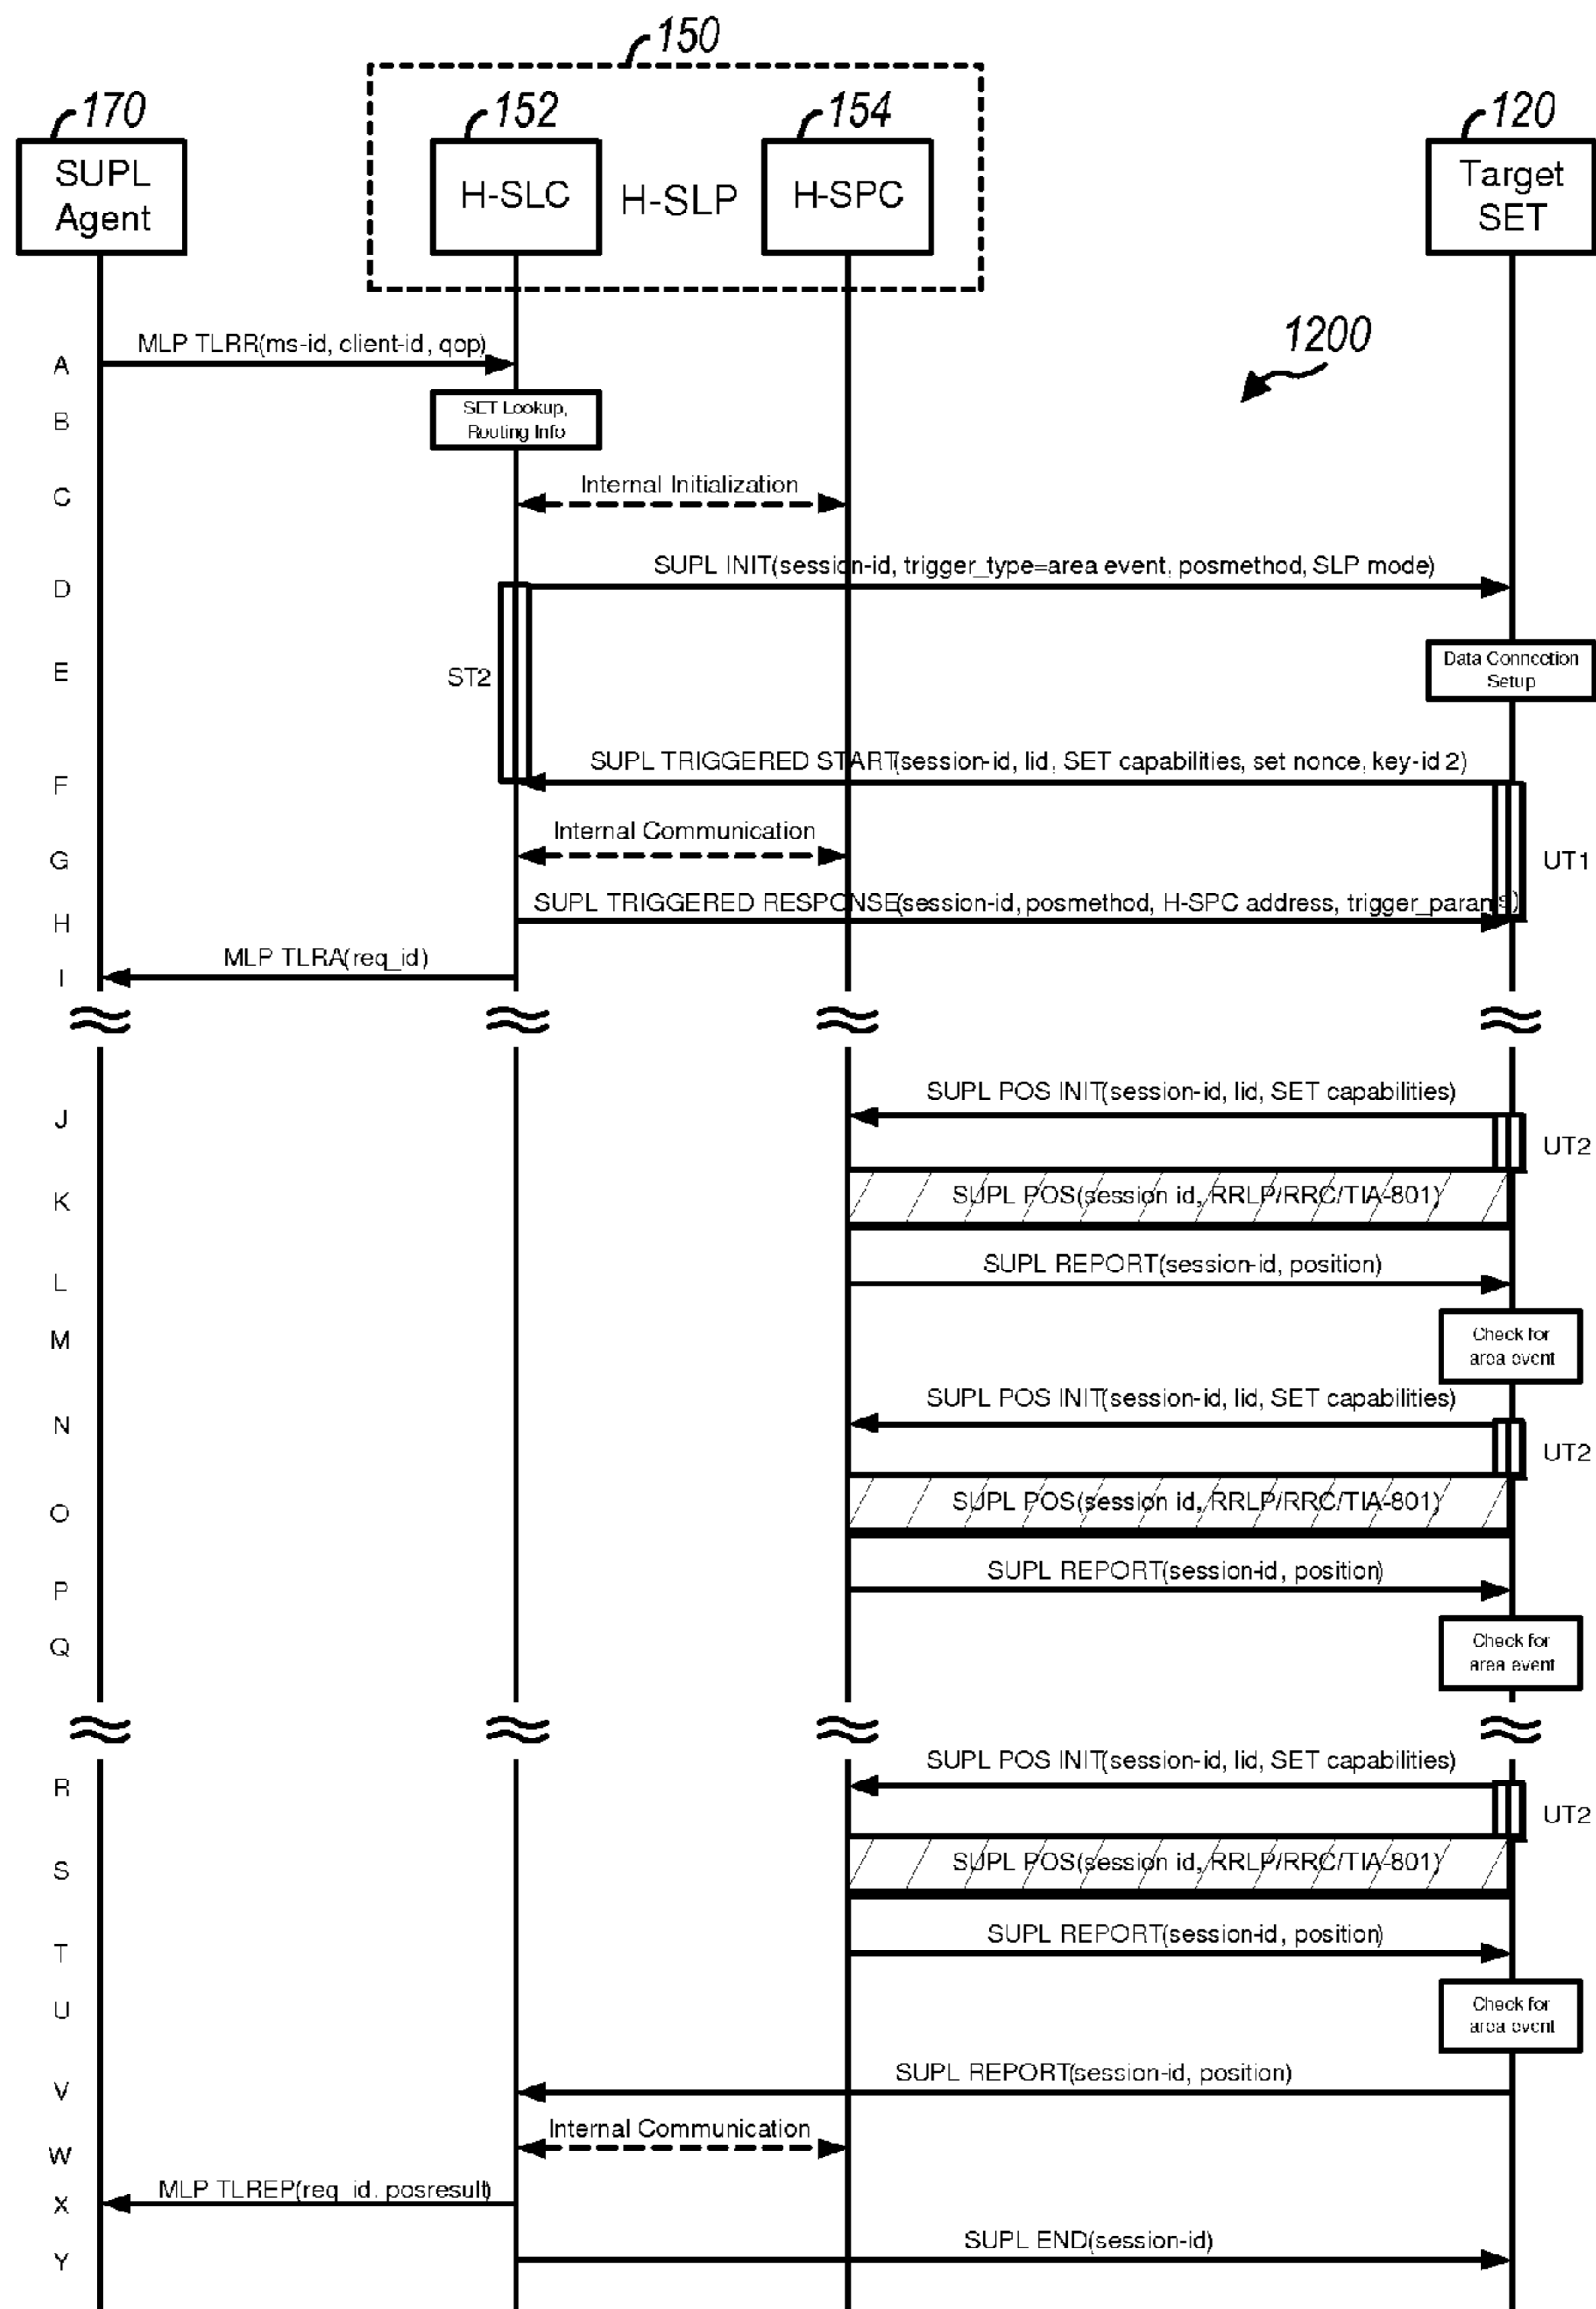 150
170
152
154
120
SUPL
Agent
H-SLC
H-SLP
H-SPC
Target
SET
1200
A
MLP TLRR(ms-id, client-id, qop)
B
SET Lookup,
Routing Info
C
Internal Initialization
D
SUPL INIT(session-id, trigger_type=area event, posmethod, SLP mode)
E
ST2
Data Connection
Setup
F
SUPL TRIGGERED START(session-id, lid, SET capabilities, set nonce, key-id 2)
G
Internal Communication
UT1
H
SUPL TRIGGERED RESPONSE(session-id, posmethod, H-SPC address, trigger_params)
I
MLP TLRA(req_id)
J
SUPL POS INIT(session-id, lid, SET capabilities)
UT2
K
SUPL POS(session id, RRLP/RRC/TIA-801)
L
SUPL REPORT(session-id, position)
M
Check for
area event
N
SUPL POS INIT(session-id, lid, SET capabilities)
UT2
O
SUPL POS(session id, RRLP/RRC/TIA-801)
P
SUPL REPORT(session-id, position)
Q
Check for
area event
R
SUPL POS INIT(session-id, lid, SET capabilities)
UT2
S
SUPL POS(session id, RRLP/RRC/TIA-801)
T
SUPL REPORT(session-id, position)
U
Check for
area event
V
SUPL REPORT(session-id, position)
W
Internal Communication
X
MLP TLREP(req_id. posresult)
Y
SUPL END(session-id)